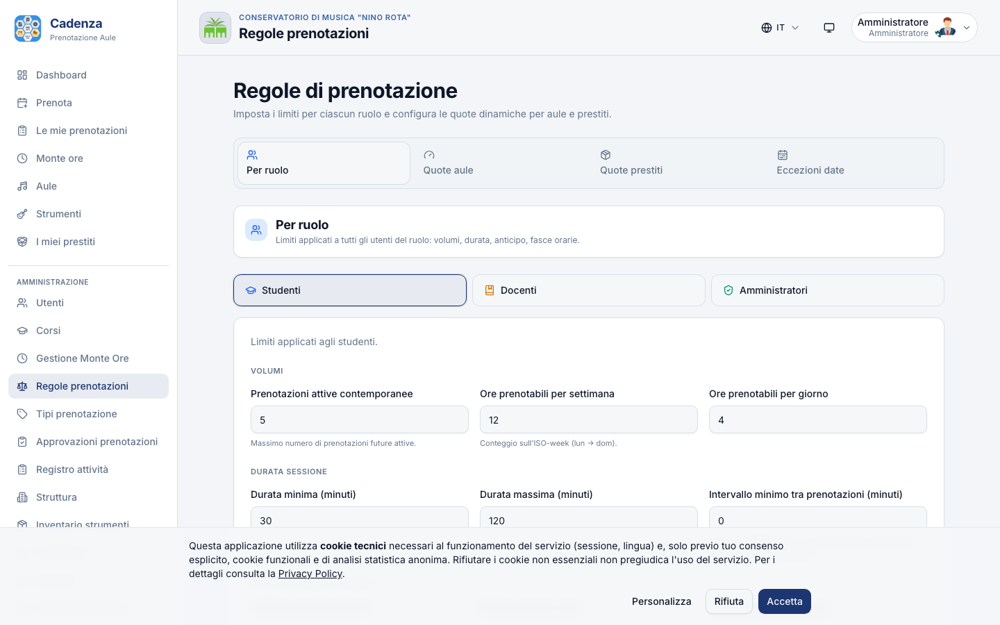 Cadenza
Prenotazione Aule
Dashboard
Prenota
Le mie prenotazioni
Monte ore
Aule
Strumenti
I miei prestiti
AMMINISTRAZIONE
Utenti
Corsi
Gestione Monte Ore
Regole prenotazioni
Tipi prenotazione
Approvazioni prenotazioni
Registro attività
Struttura
Inventario strumenti
CONSERVATORIO DI MUSICA "NINO ROTA"
Regole prenotazioni
IT
Amministratore
Amministratore
Regole di prenotazione
Imposta i limiti per ciascun ruolo e configura le quote dinamiche per aule e prestiti.
Per ruolo
Quote aule
Quote prestiti
Eccezioni date
Per ruolo
Limiti applicati a tutti gli utenti del ruolo: volumi, durata, anticipo, fasce orarie.
Studenti
Docenti
Amministratori
Limiti applicati agli studenti.
VOLUMI
Prenotazioni attive contemporanee
Ore prenotabili per settimana
Ore prenotabili per giorno
5
12
4
Massimo numero di prenotazioni future attive.
Conteggio sull'ISO-week (lun → dom).
DURATA SESSIONE
Durata minima (minuti)
Durata massima (minuti)
Intervallo minimo tra prenotazioni (minuti)
30
120
0
Questa applicazione utilizza cookie tecnici necessari al funzionamento del servizio (sessione, lingua) e, solo previo tuo consenso
esplicito, cookie funzionali e di analisi statistica anonima. Rifiutare i cookie non essenziali non pregiudica l'uso del servizio. Per i
dettagli consulta la Privacy Policy.
Personalizza
Rifiuta
Accetta